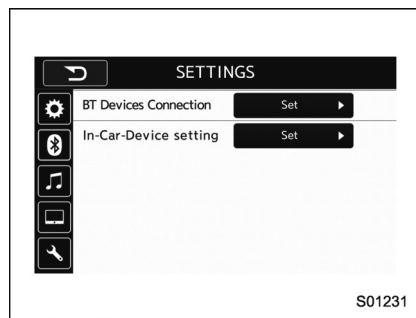 SETTINGS
BT Devices Connection Set
In-Car-Device setting Set
S01231